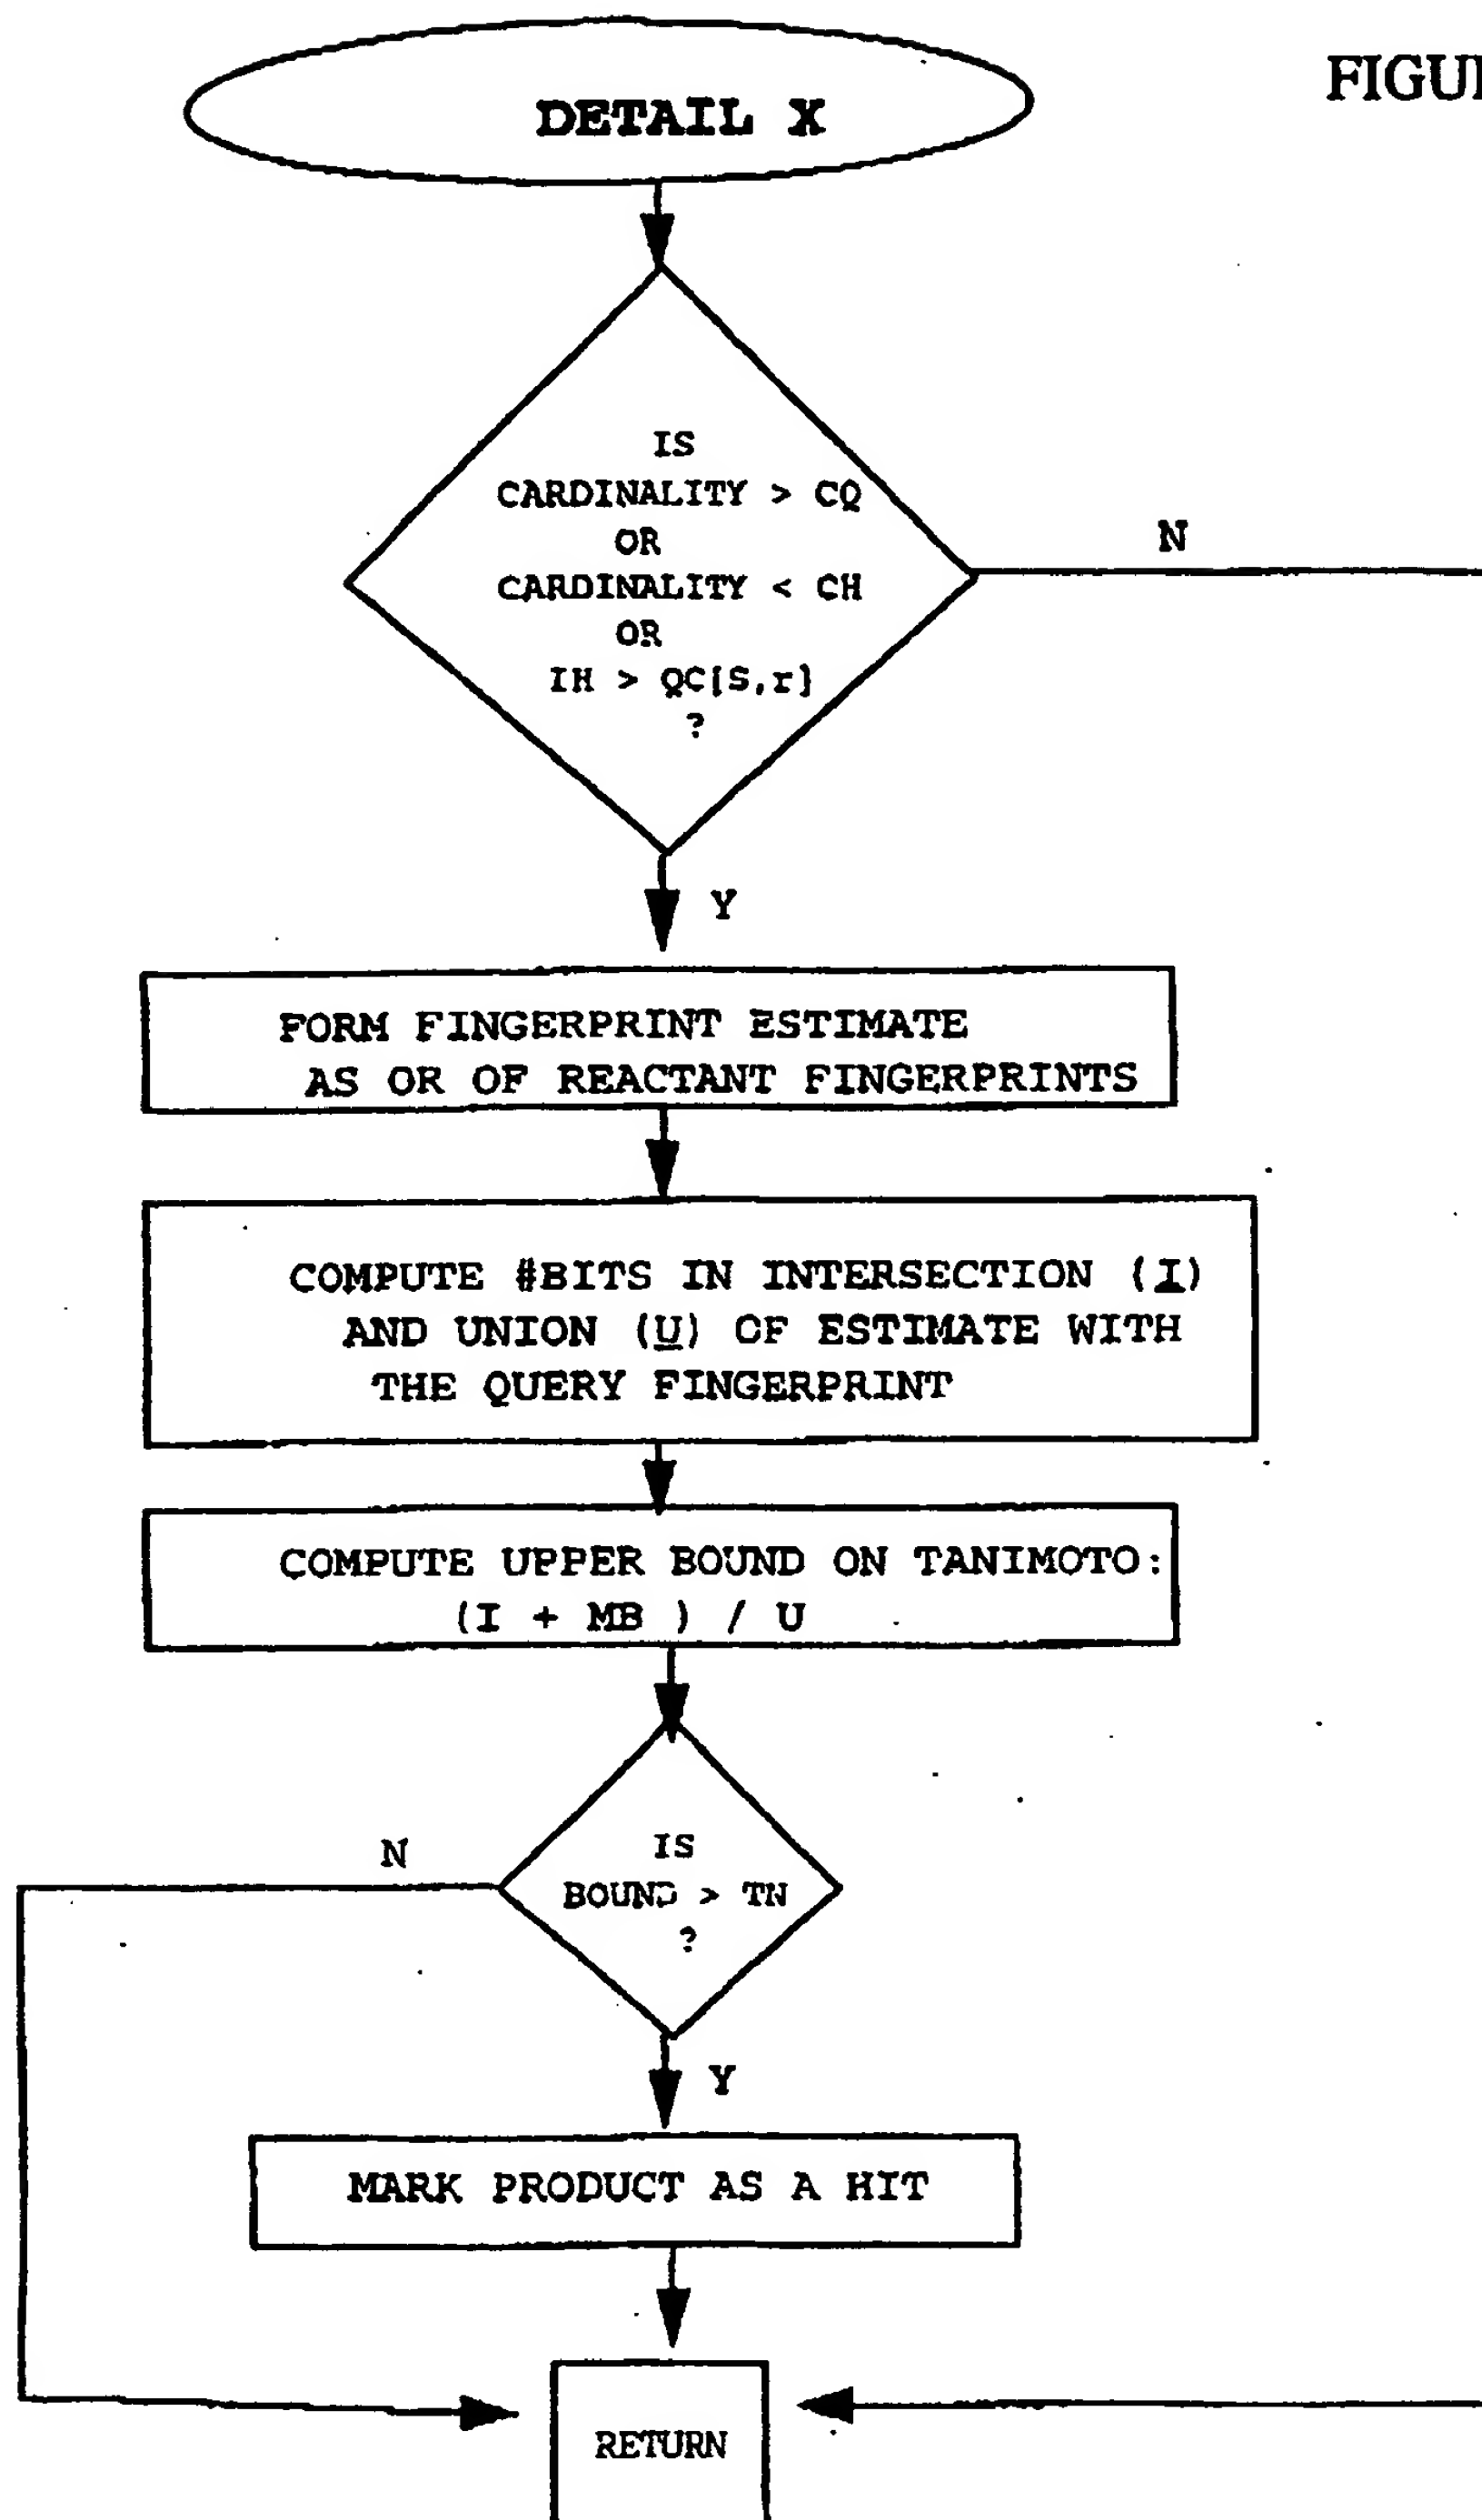 DETAIL X
FIGU
IS
CARDINALITY > CQ
OR
CARDINALITY < CH
OR
IH > QC[S,r]
?
N
Y
FORM FINGERPRINT ESTIMATE
AS OR OF REACTANT FINGERPRINTS
COMPUTE #BITS IN INTERSECTION (I)
AND UNION (U) OF ESTIMATE WITH
THE QUERY FINGERPRINT
COMPUTE UPPER BOUND ON TANIMOTO:
(I + MB ) / U
N
IS
BOUND > TN
?
Y
MARK PRODUCT AS A HIT
RETURN